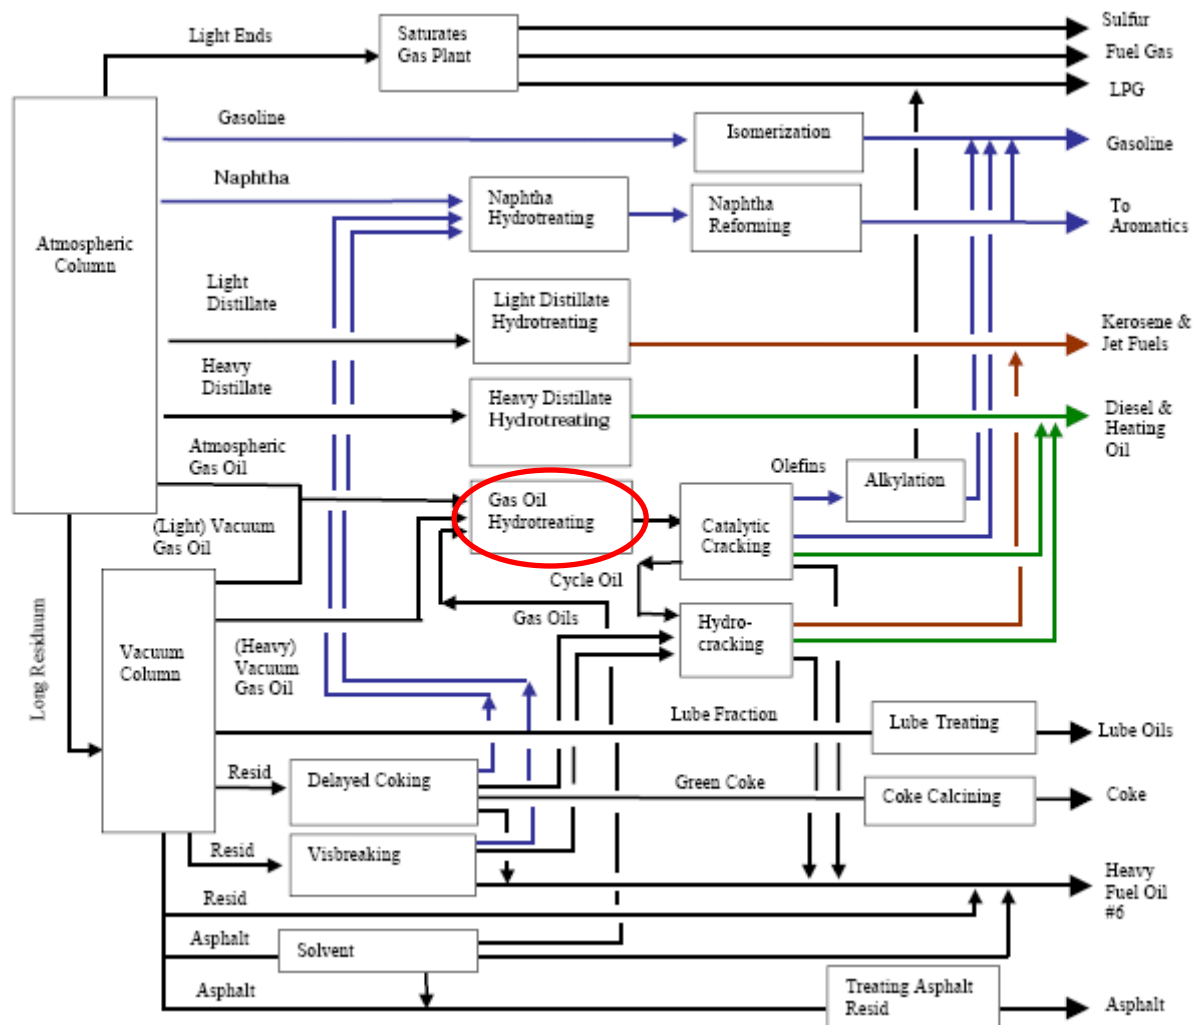 Light Ends
Saturates
Gas Plant
Sulfur
Fuel Gas
LPG
Gasoline
Isomerization
Gasoline
Naphtha
Naphtha
Hydrotreating
Naphtha
Reforming
To
Aromatics
Atmospheric
Column
Light
Distillate
Light Distillate
Hydrotreating
Kerosene &
Jet Fuels
Heavy
Distillate
Heavy Distillate
Hydrotreating
Diesel &
Heating
Oil
Atmospheric
Gas Oil
Olefins
Alkylation
Gas Oil
Hydrotreating
Catalytic
Cracking
(Light) Vacuum
Gas Oil
Cycle Oil
Gas Oils
Hydro-
cracking
Long Residuum
Vacuum
Column
(Heavy)
Vacuum
Gas Oil
Lube Fraction
Lube Treating
Lube Oils
Resid
Delayed Coking
Green Coke
Coke Calcining
Coke
Resid
Visbreaking
Heavy
Fuel Oil
#6
Resid
Asphalt
Solvent
Asphalt
Treating Asphalt
Resid
Asphalt